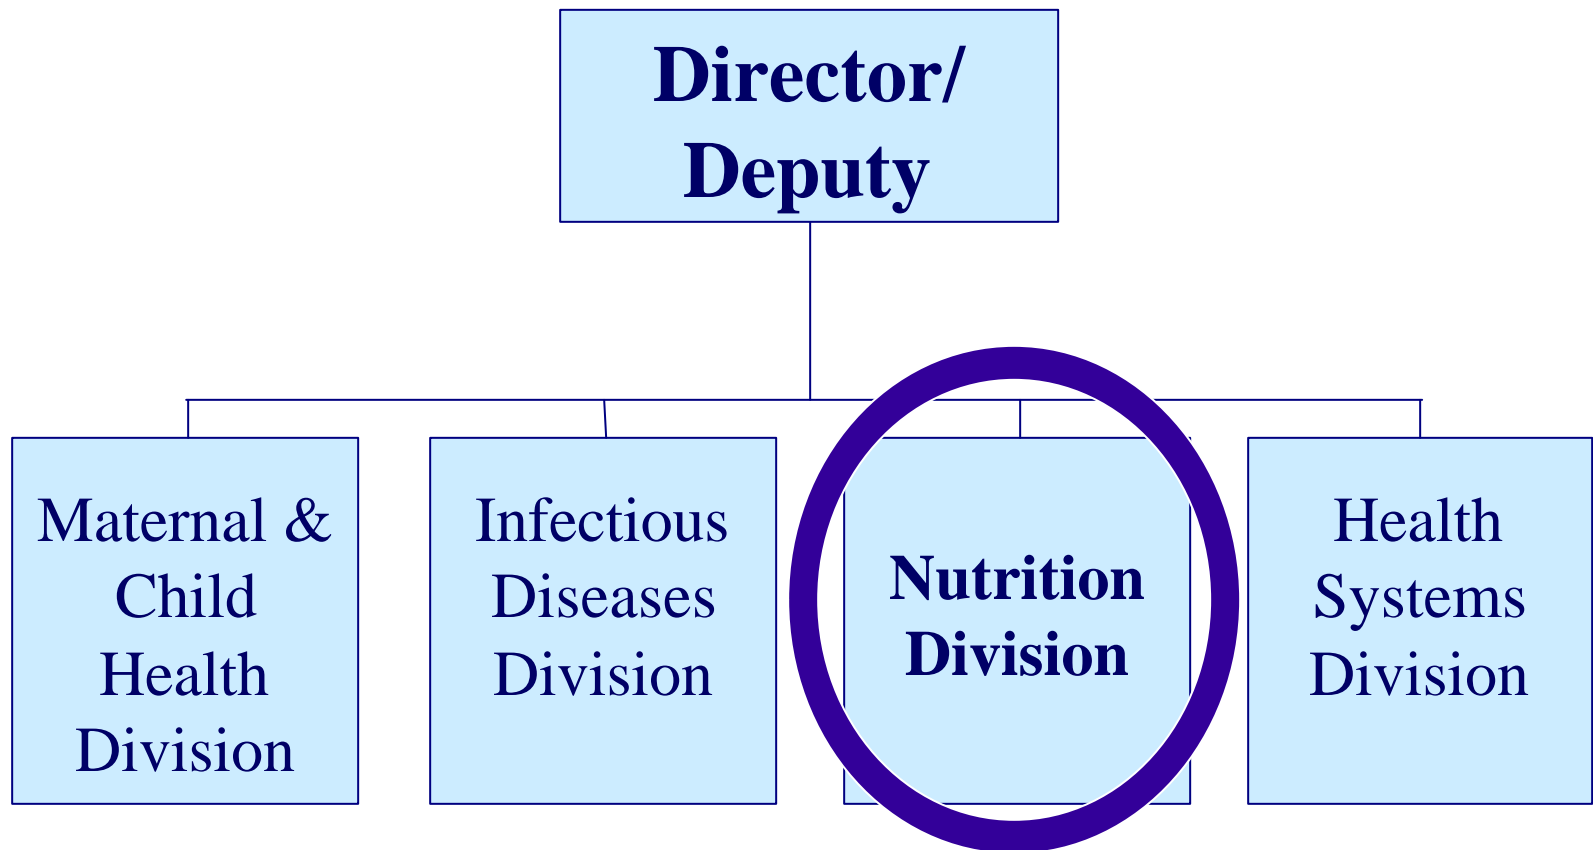 Director/
Deputy
Maternal &
Child
Health
Division
Infectious
Diseases
Division
Nutrition
Division
Health
Systems
Division